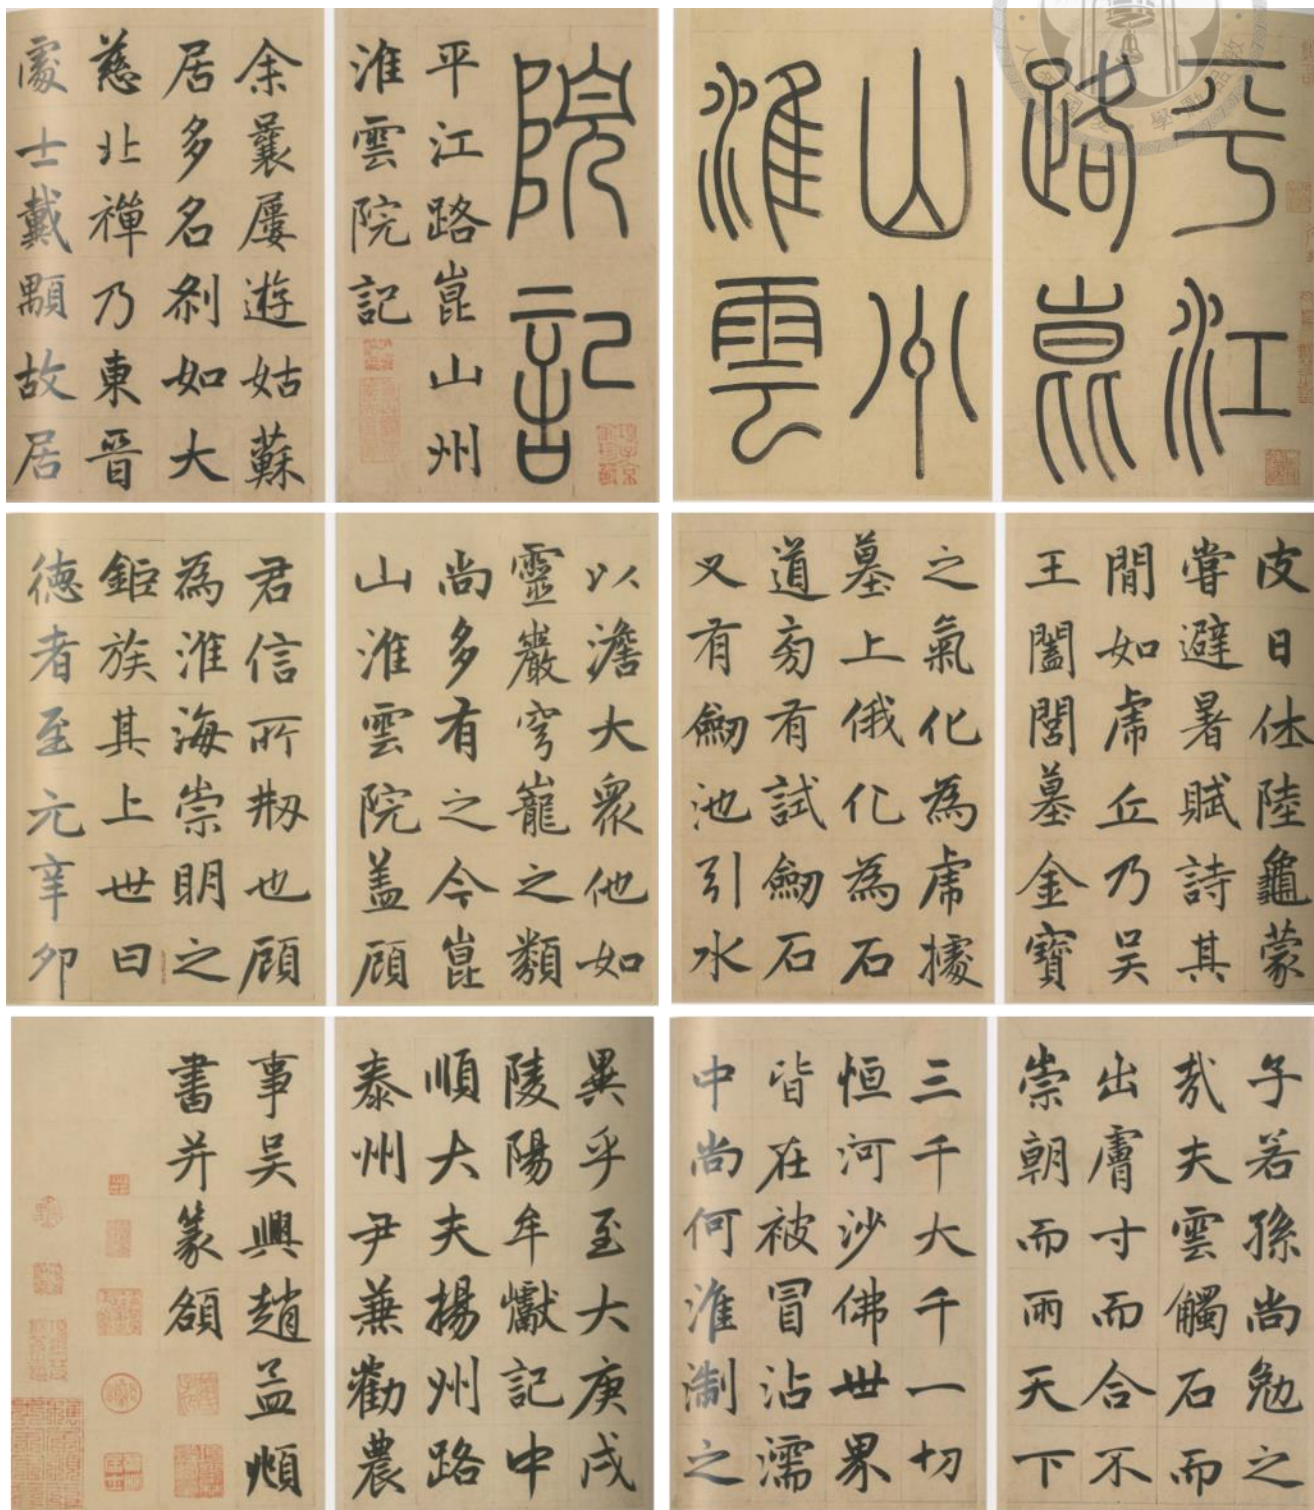 平江
路崑
山州
淮雲
院記
平江路崑山州
淮雲院記
余曩屢遊姑蘇
居多名剎如大
慈北禪乃東晉
處士戴顒故居
皮日休陸龜蒙
嘗避暑賦詩其
間如虎丘乃吳
王闔閭墓金寶
之氣化為虎據
墓上俄化為石
道旁有試劒石
又有劒池引水
以澹大眾他如
靈巖穹窿之類
尚多有之今崑
山淮雲院盖顧
君信所剏也顧
為淮海崇明之
鉅族其上世曰
德者至元辛卯
子若孫尚勉之
哉夫雲觸石而
出膚寸而合不
崇朝而雨天下
三千大千一切
恒河沙佛世界
皆在被冒沾濡
中尚何淮淛之
異乎至大庚戌
陵陽牟巘記中
順大夫揚州路
泰州尹兼勸農
事吳興趙孟頫
書并篆額